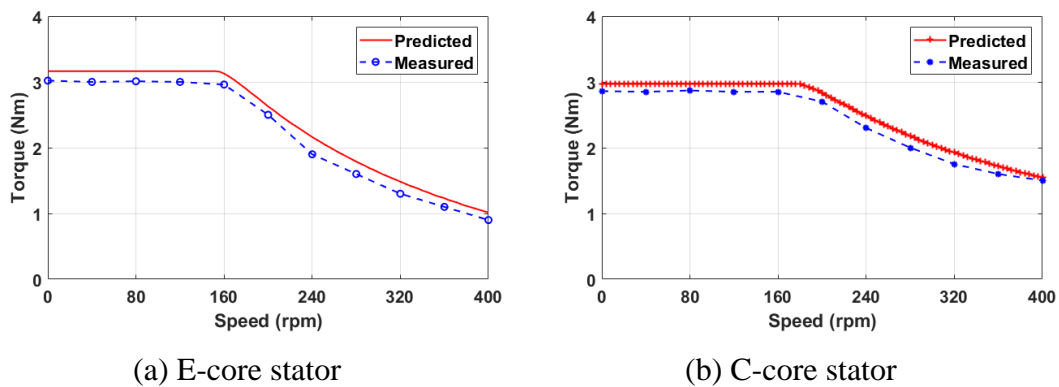 4
3
2
1
0
Torque (Nm)
Predicted
Measured
0 80 160 240 320 400
Speed (rpm)
(a) E-core stator
4
3
2
1
0
Torque (Nm)
Predicted
Measured
0 80 160 240 320 400
Speed (rpm)
(b) C-core stator